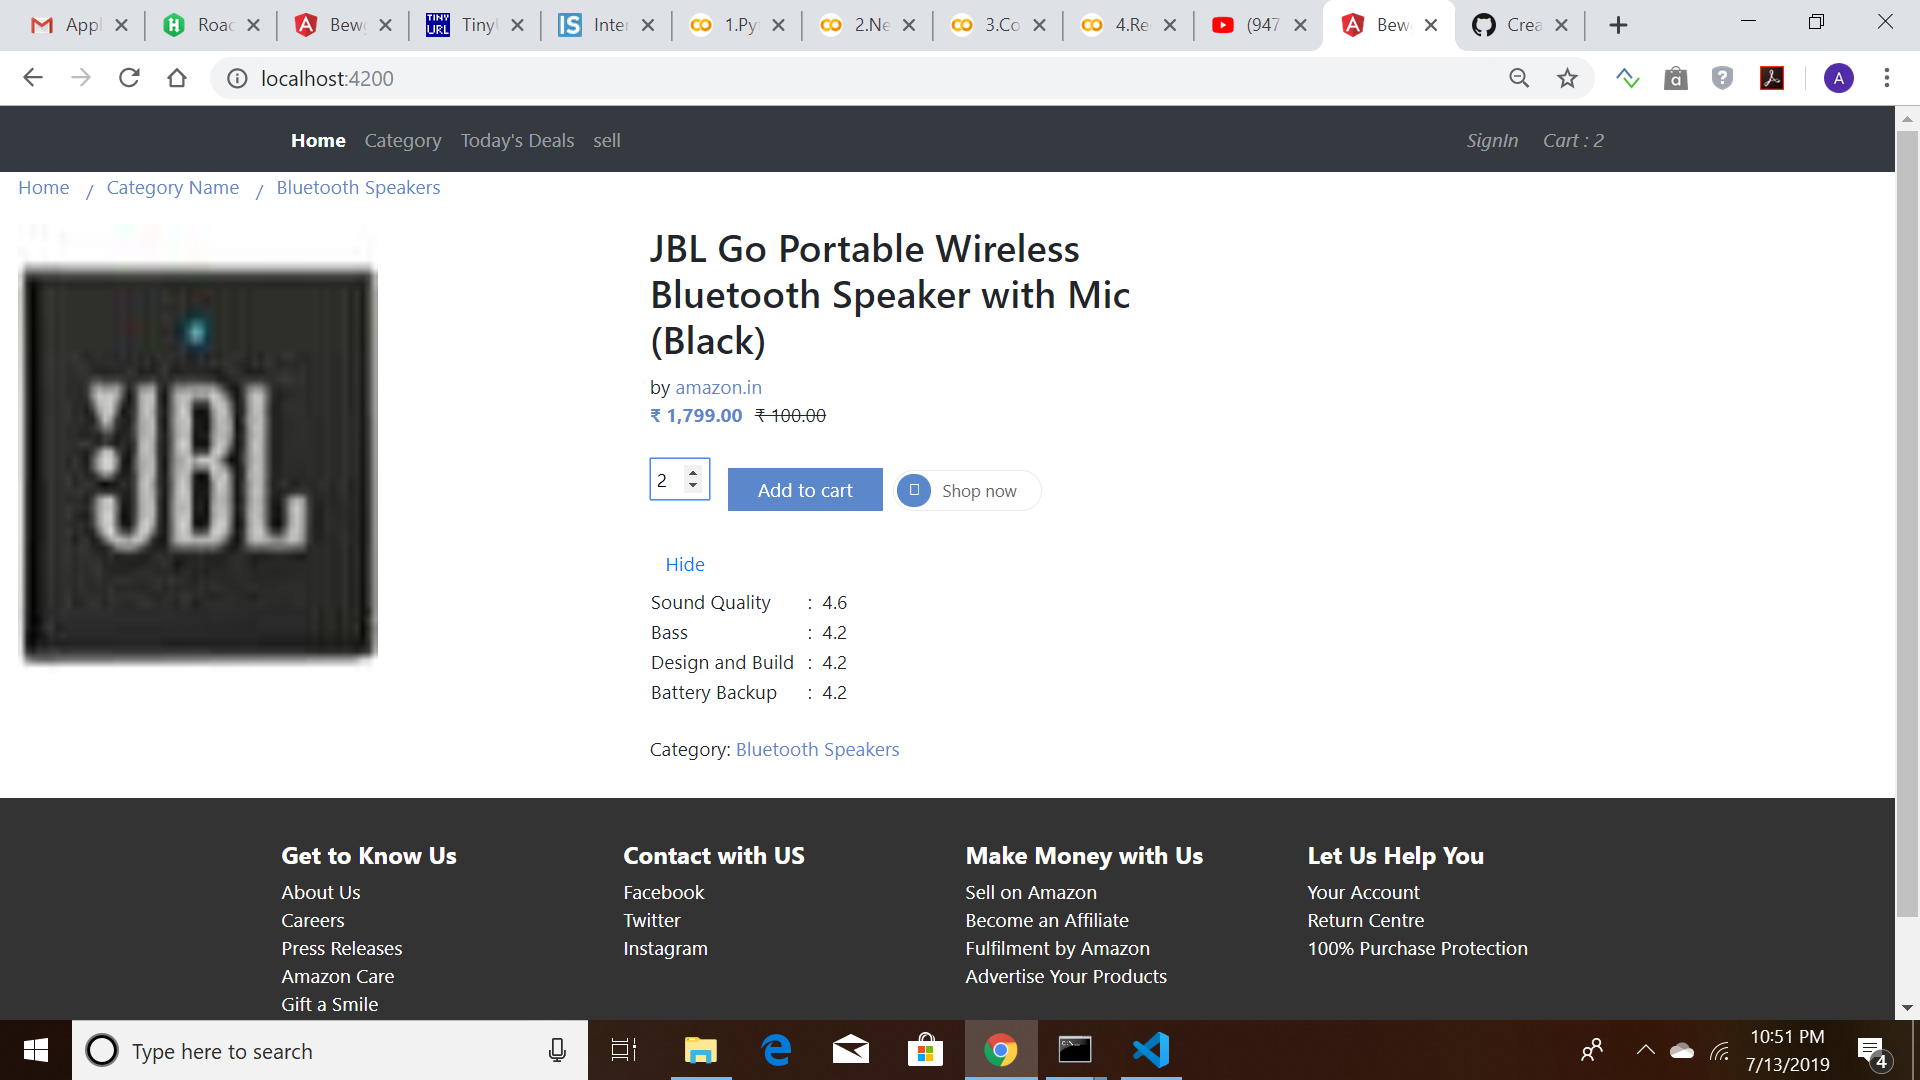 Appl
Roac
Bewg
TINY URL
Tiny
IS
Inter
1.Py
2.Ne
3.Co
4.Re
(947
Bew
Crea
localhost:4200
a
?
A
Home Category Today's Deals sell SignIn Cart : 2
Home / Category Name / Bluetooth Speakers
JBL
JBL Go Portable Wireless
Bluetooth Speaker with Mic
(Black)
by amazon.in
₹ 1,799.00 ₹ 100.00
2 Add to cart Shop now
Hide
Sound Quality : 4.6
Bass : 4.2
Design and Build : 4.2
Battery Backup : 4.2
Category: Bluetooth Speakers
Get to Know Us
About Us
Careers
Press Releases
Amazon Care
Gift a Smile
Contact with US
Facebook
Twitter
Instagram
Make Money with Us
Sell on Amazon
Become an Affiliate
Fulfilment by Amazon
Advertise Your Products
Let Us Help You
Your Account
Return Centre
100% Purchase Protection
Type here to search
10:51 PM
7/13/2019
4